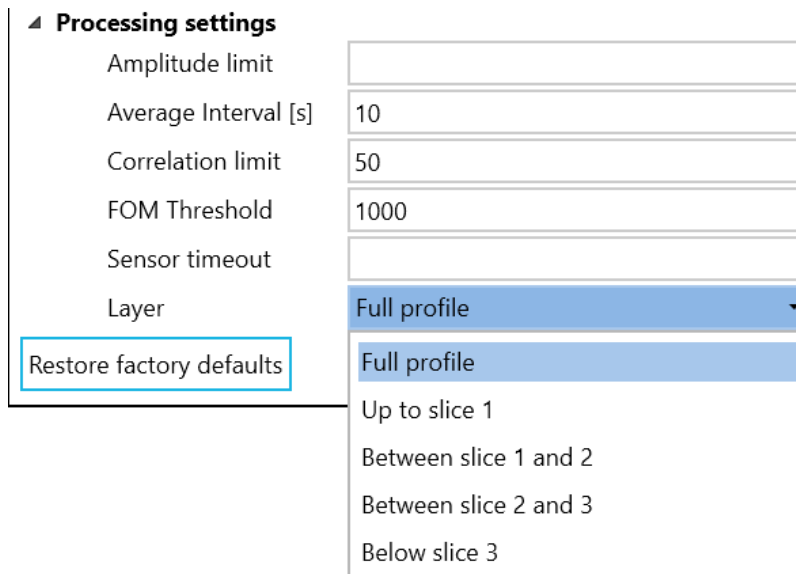 Processing settings
Amplitude limit
Average Interval [s] 10
Correlation limit 50
FOM Threshold 1000
Sensor timeout
Layer Full profile
Restore factory defaults Full profile
Up to slice 1
Between slice 1 and 2
Between slice 2 and 3
Below slice 3